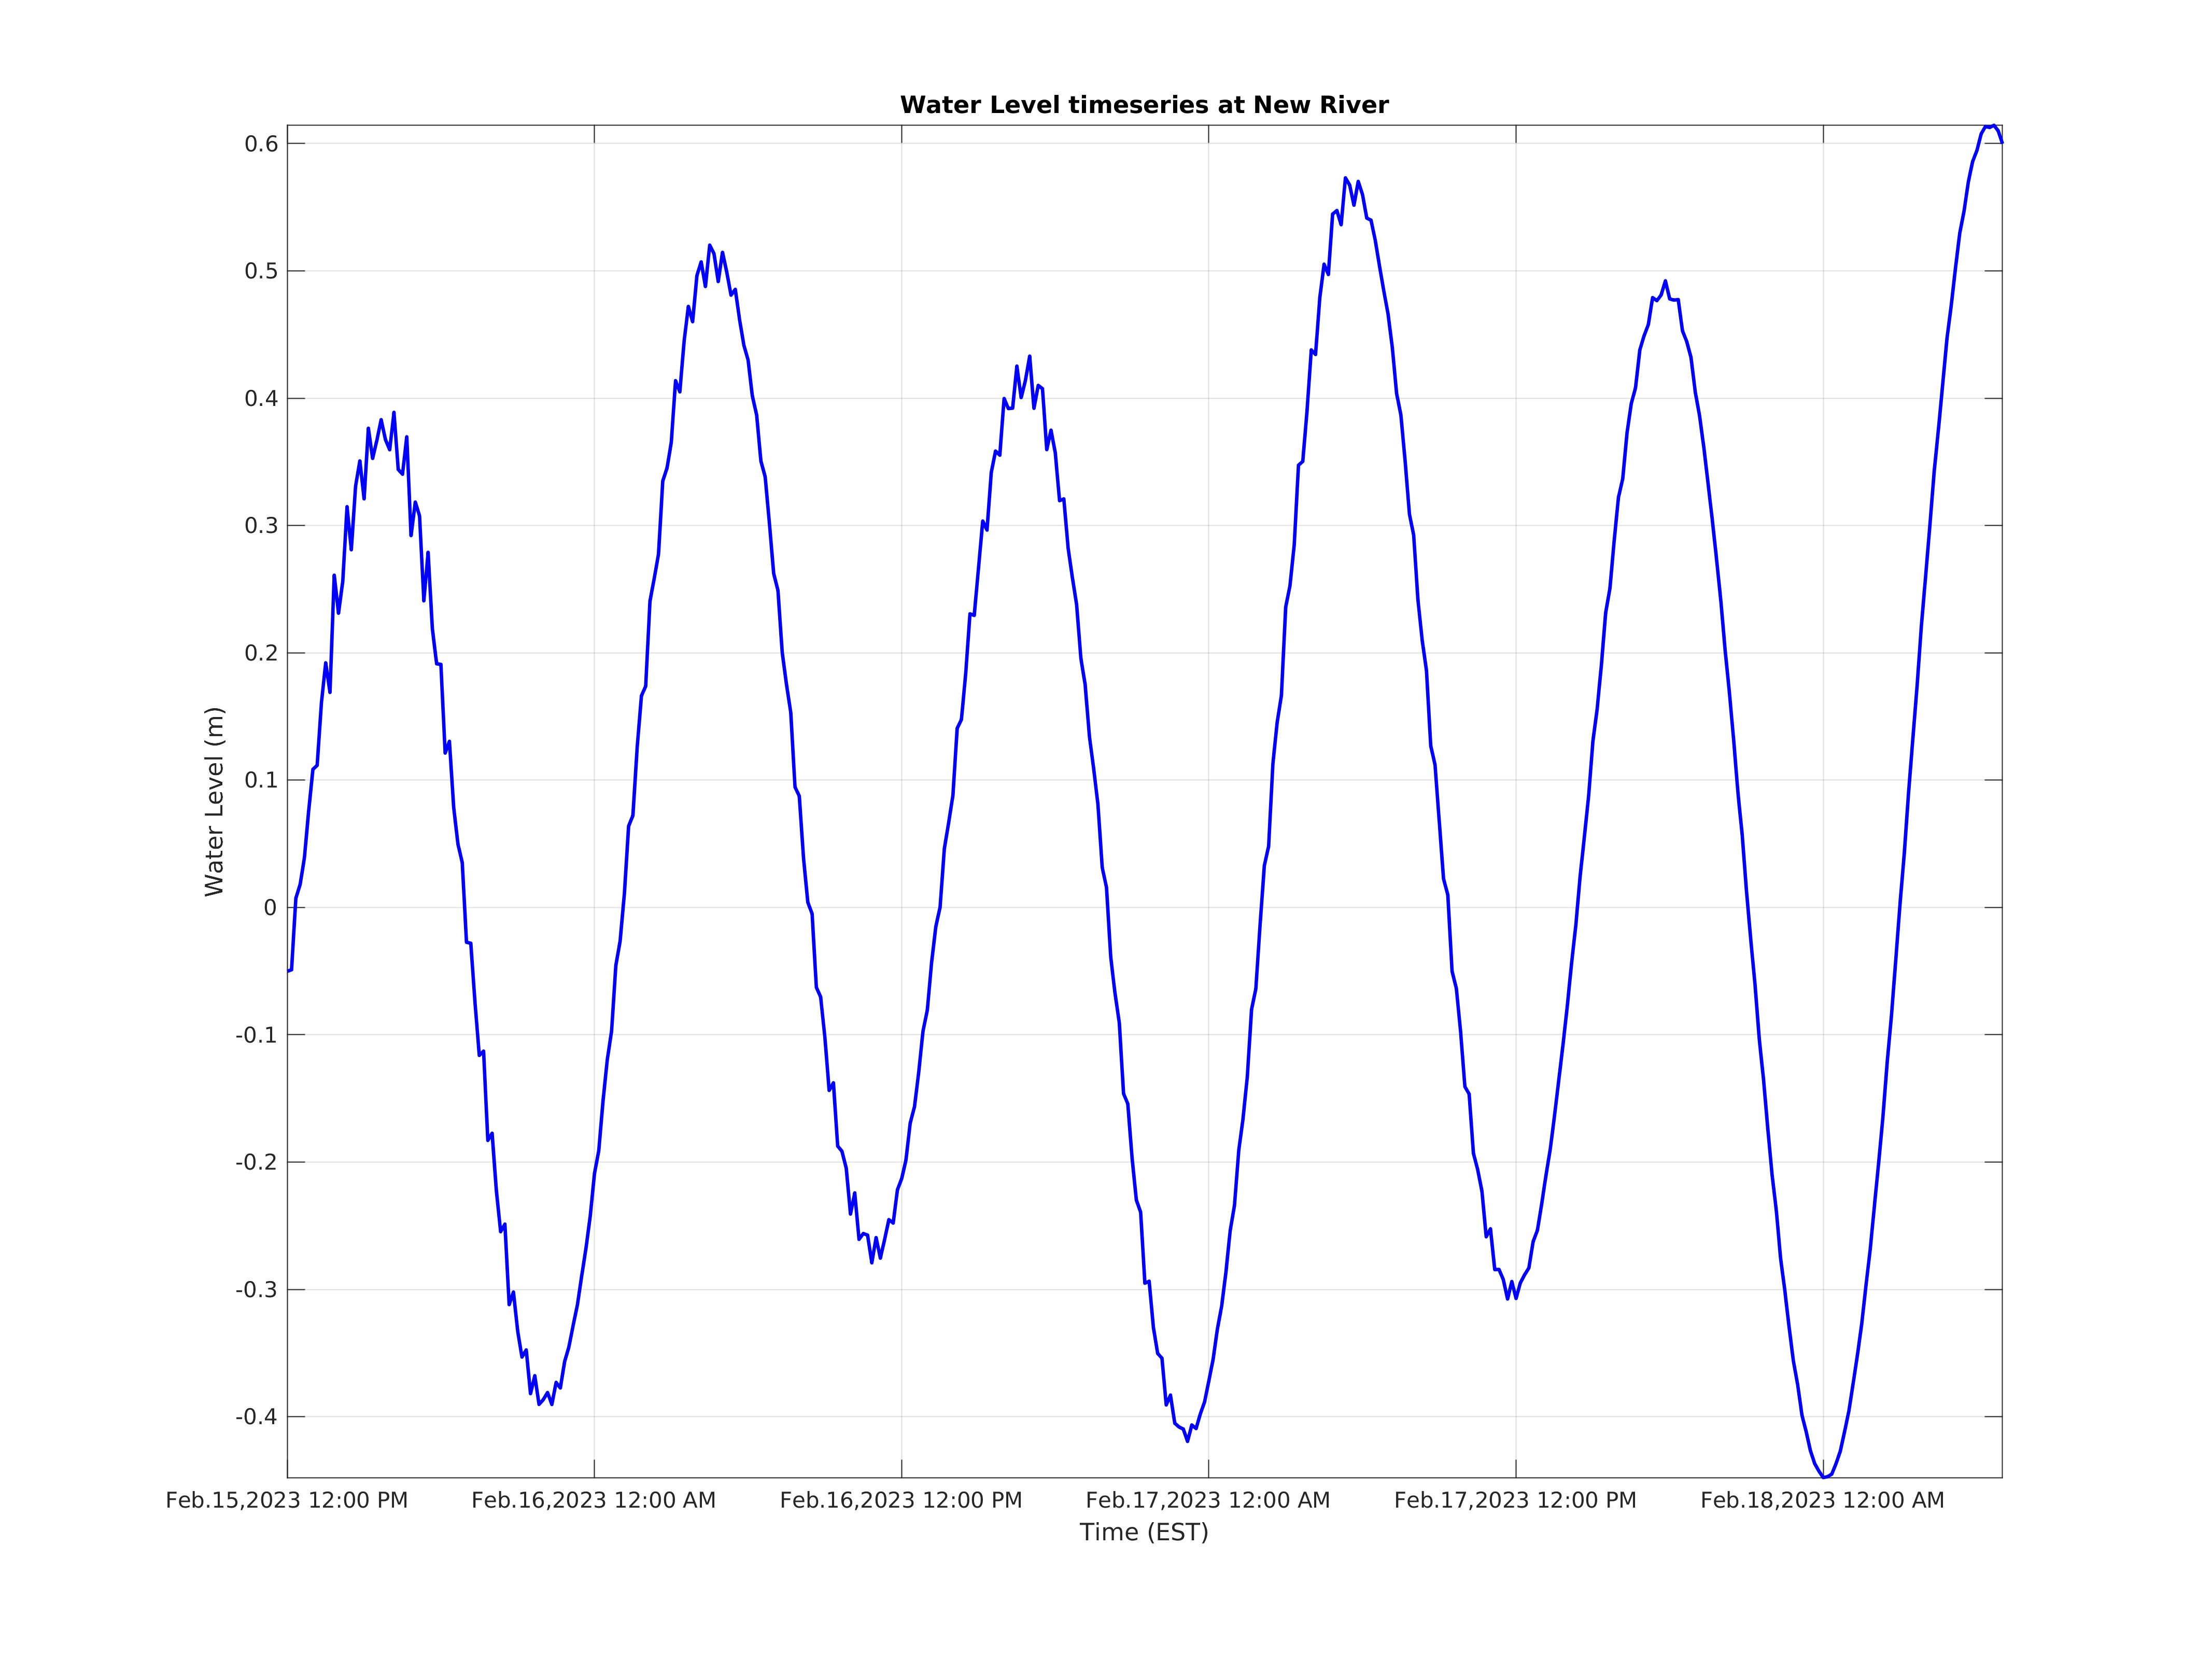 Water Level timeseries at New River
0.6
0.5
0.4
0.3
0.2
0.1
0
-0.1
-0.2
-0.3
-0.4
Water Level (m)
Feb.15,2023 12:00 PM
Feb.16,2023 12:00 AM
Feb.16,2023 12:00 PM
Feb.17,2023 12:00 AM
Feb.17,2023 12:00 PM
Feb.18,2023 12:00 AM
Time (EST)